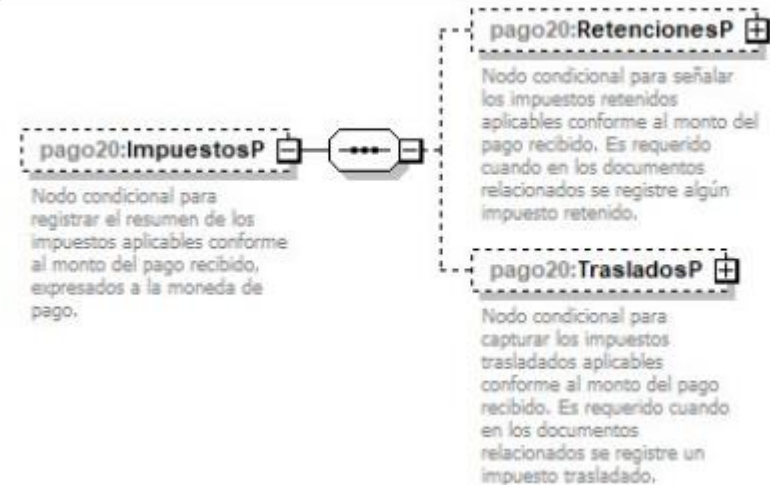 pago20:RetencionesP
Nodo condicional para señalar
los impuestos retenidos
aplicables conforme al monto del
pago recibido. Es requerido
cuando en los documentos
relacionados se registre algún
impuesto retenido.
pago20:ImpuestosP
Nodo condicional para
registrar el resumen de los
impuestos aplicables conforme
al monto del pago recibido,
expresados a la moneda de
pago.
pago20:TrasladosP
Nodo condicional para
capturar los impuestos
trasladados aplicables
conforme al monto del pago
recibido. Es requerido cuando
en los documentos
relacionados se registre un
impuesto trasladado.